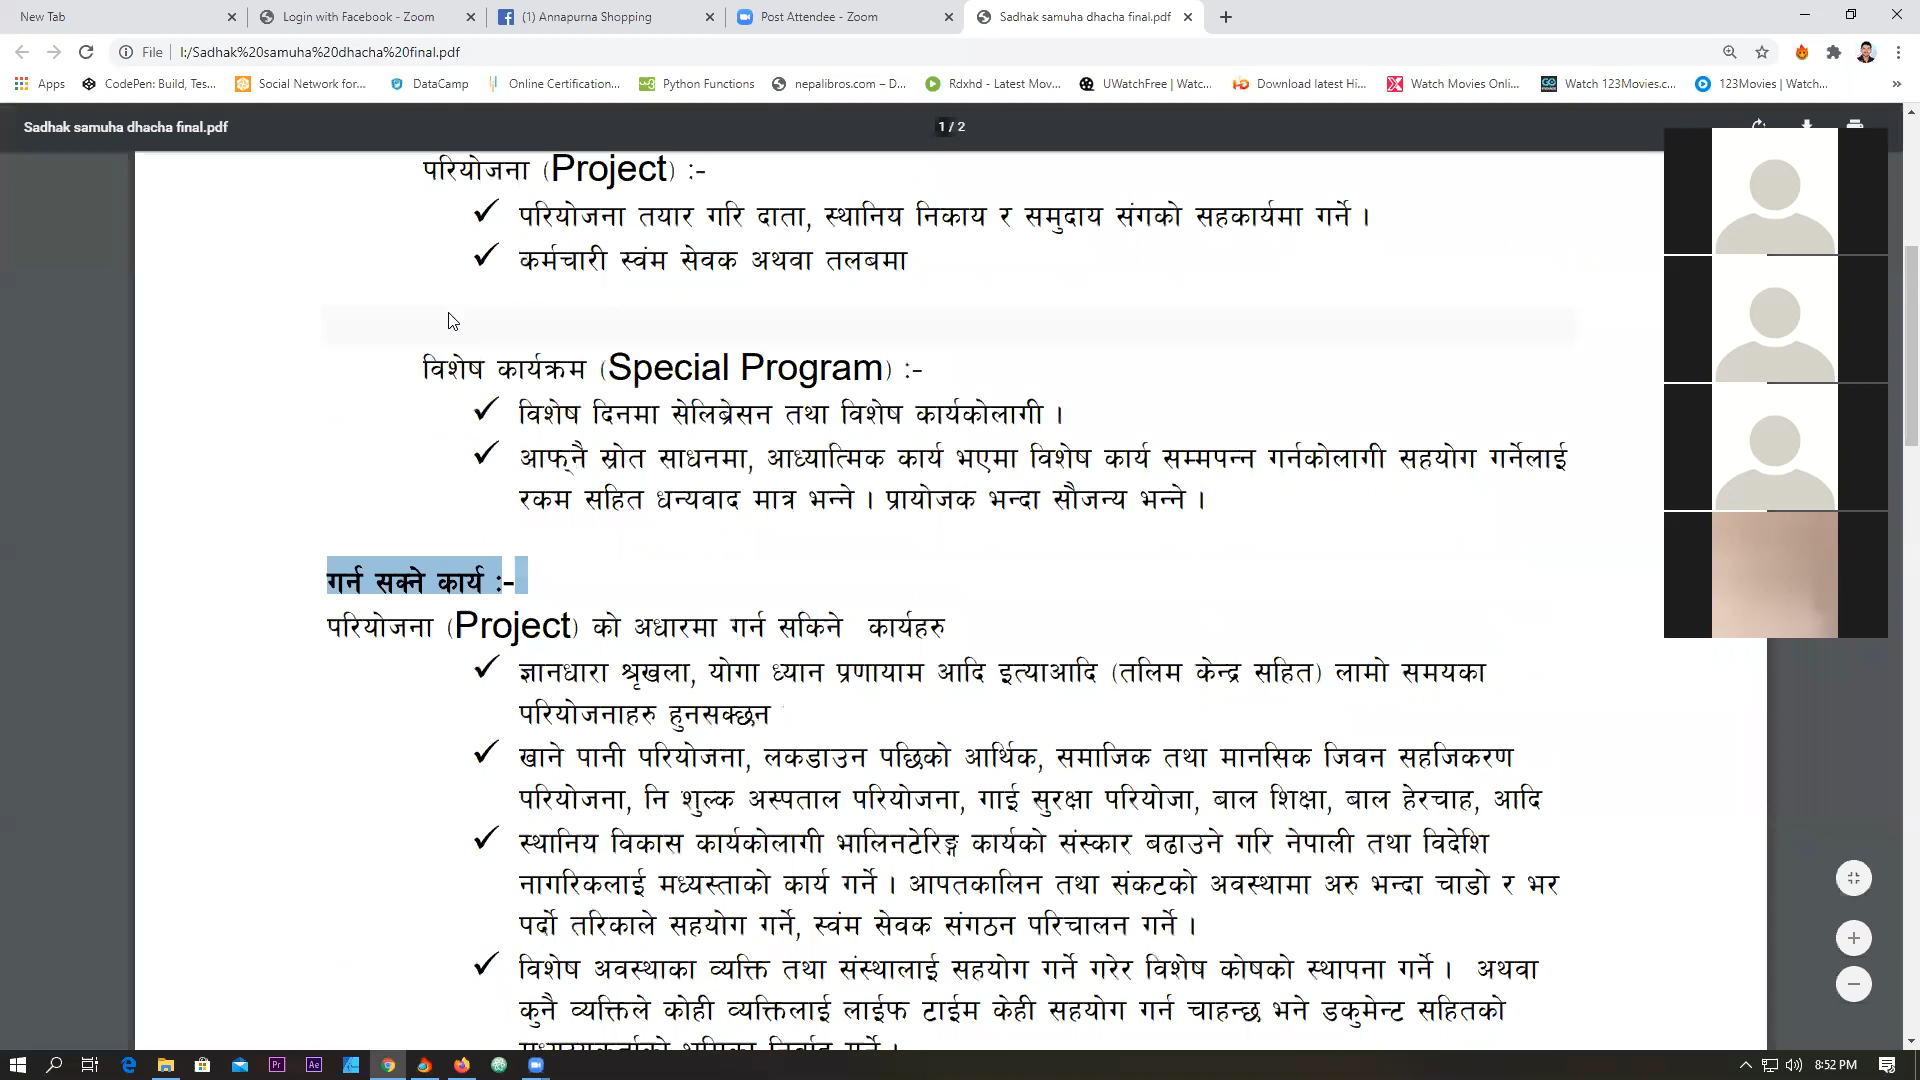 New Tab
Login with Facebook - Zoom
(1) Annapurna Shopping
Post Attendee - Zoom
Sadhak samuha dhacha final.pdf
File
I:/Sadhak%20samuha%20dhacha%20final.pdf
Apps
CodePen: Build, Tes...
Social Network for...
DataCamp
Online Certification...
Python Functions
nepalibros.com – D...
Rdxhd - Latest Mov...
UWatchFree | Watc...
Download latest Hi...
Watch Movies Onli...
Watch 123Movies.c...
123Movies | Watch...
Sadhak samuha dhacha final.pdf
1 / 2
परियोजना (Project) :-
✓ परियोजना तयार गरि दाता, स्थानिय निकाय र समुदाय संगको सहकार्यमा गर्ने ।
✓ कर्मचारी स्वंम सेवक अथवा तलबमा
विशेष कार्यक्रम (Special Program) :-
✓ विशेष दिनमा सेलिब्रेसन तथा विशेष कार्यकोलागी ।
✓ आफ्नै स्रोत साधनमा, आध्यात्मिक कार्य भएमा विशेष कार्य सम्मपन्न गर्नकोलागी सहयोग गर्नेलाई
रकम सहित धन्यवाद मात्र भन्ने । प्रायोजक भन्दा सौजन्य भन्ने ।
गर्न सक्ने कार्य :-
परियोजना (Project) को अधारमा गर्न सकिने कार्यहरु
✓ ज्ञानधारा श्रृखला, योगा ध्यान प्रणायाम आदि इत्याआदि (तलिम केन्द्र सहित) लामो समयका
परियोजनाहरु हुनसक्छन
✓ खाने पानी परियोजना, लकडाउन पछिको आर्थिक, समाजिक तथा मानसिक जिवन सहजिकरण
परियोजना, नि शुल्क अस्पताल परियोजना, गाई सुरक्षा परियोजा, बाल शिक्षा, बाल हेरचाह, आदि
✓ स्थानिय विकास कार्यकोलागी भालिनटेरिङ्ग कार्यको संस्कार बढाउने गरि नेपाली तथा विदेशि
नागरिकलाई मध्यस्ताको कार्य गर्ने । आपतकालिन तथा संकटको अवस्थामा अरु भन्दा चाडो र भर
पर्दो तरिकाले सहयोग गर्ने, स्वंम सेवक संगठन परिचालन गर्ने ।
✓ विशेष अवस्थाका व्यक्ति तथा संस्थालाई सहयोग गर्ने गरेर विशेष कोषको स्थापना गर्ने । अथवा
कुनै व्यक्तिले कोही व्यक्तिलाई लाईफ टाईम केही सहयोग गर्न चाहन्छ भने डकुमेन्ट सहितको
8:52 PM